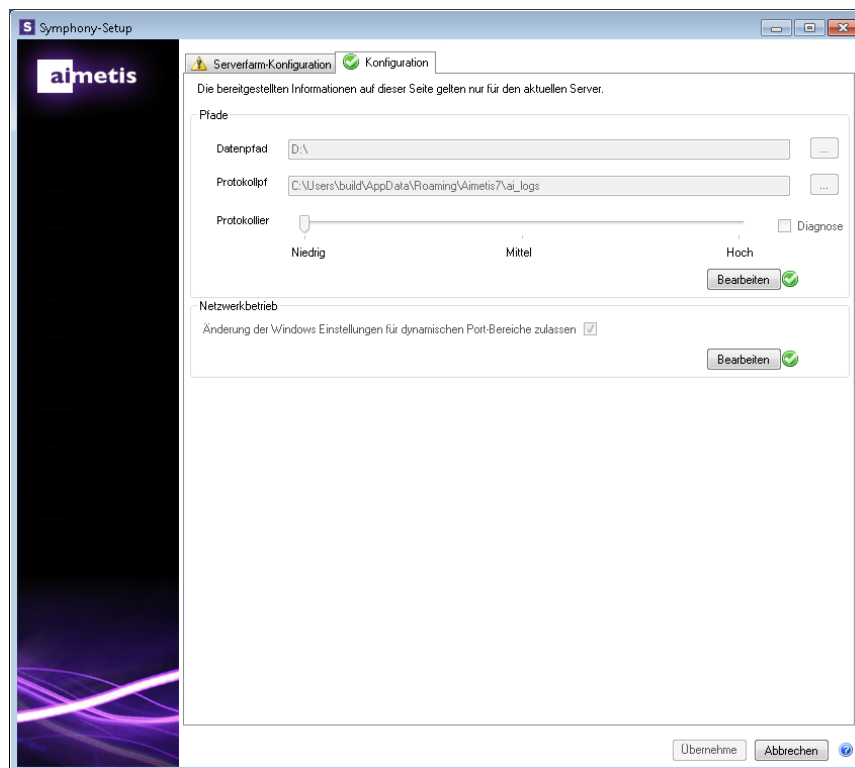 S Symphony-Setup
aimetis
Serverfarm-Konfiguration
Konfiguration
Die bereitgestellten Informationen auf dieser Seite gelten nur für den aktuellen Server.
Pfade
Datenpfad D:\ ...
Protokollpf C:\Users\build\AppData\Roaming\Aimetis7\ai_logs ...
Protokollier Diagnose
Niedrig Mittel Hoch
Bearbeiten
Netzwerkbetrieb
Änderung der Windows Einstellungen für dynamischen Port-Bereiche zulassen
Bearbeiten
Übernehme Abbrechen ?